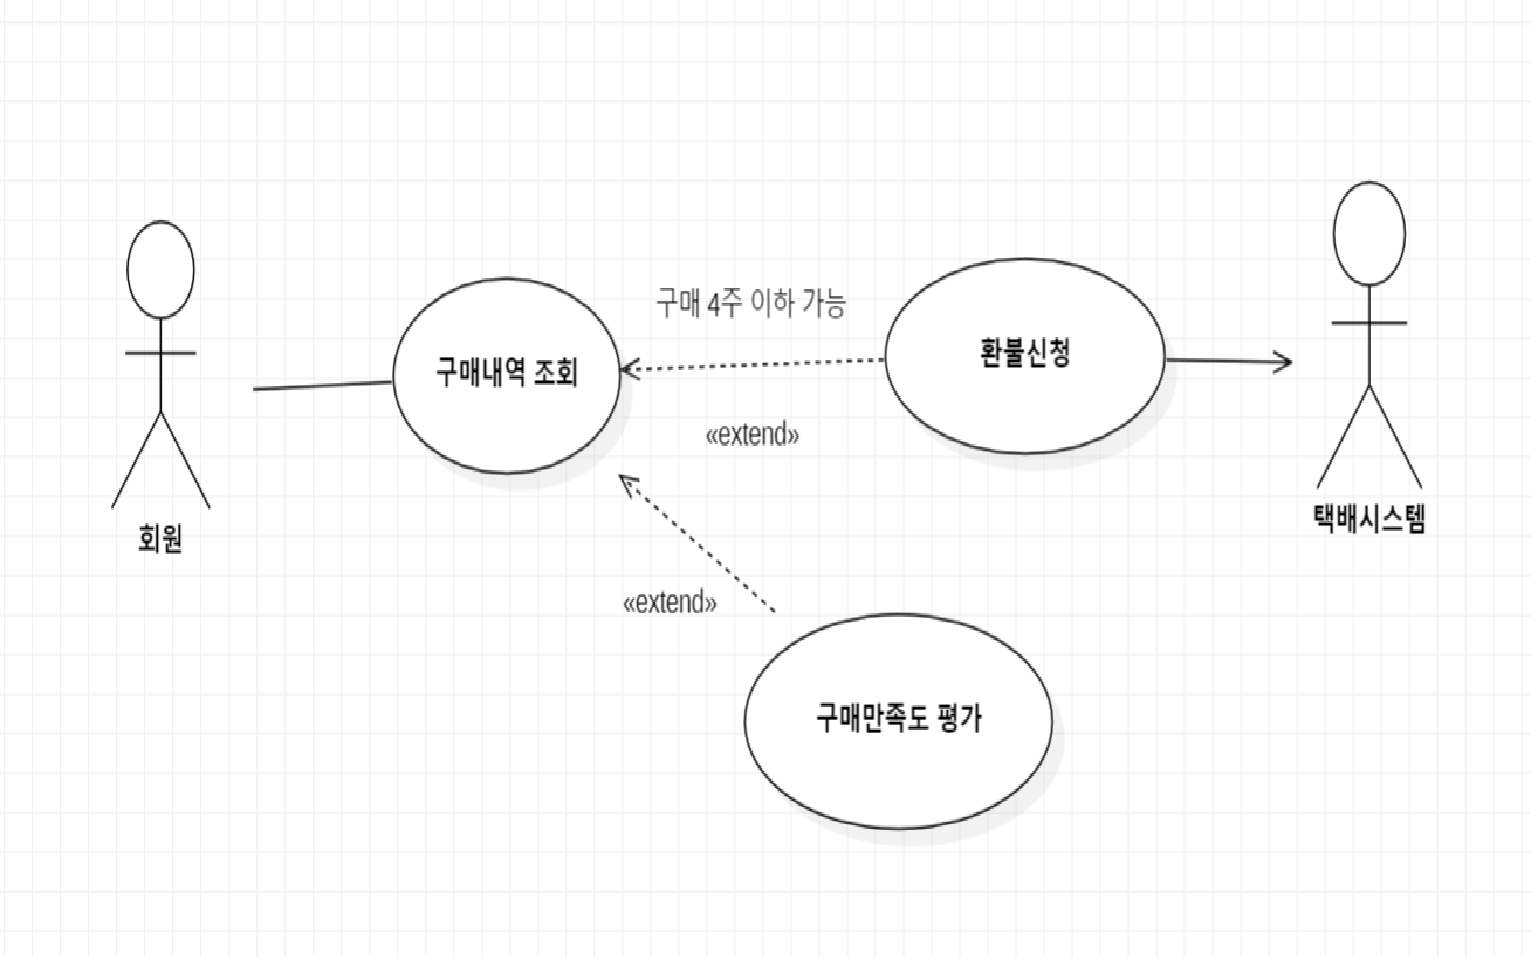 구매 4주 이하 가능
환불신청
구매내역 조회
«extend»
회원
택배시스템
«extend»
구매만족도 평가